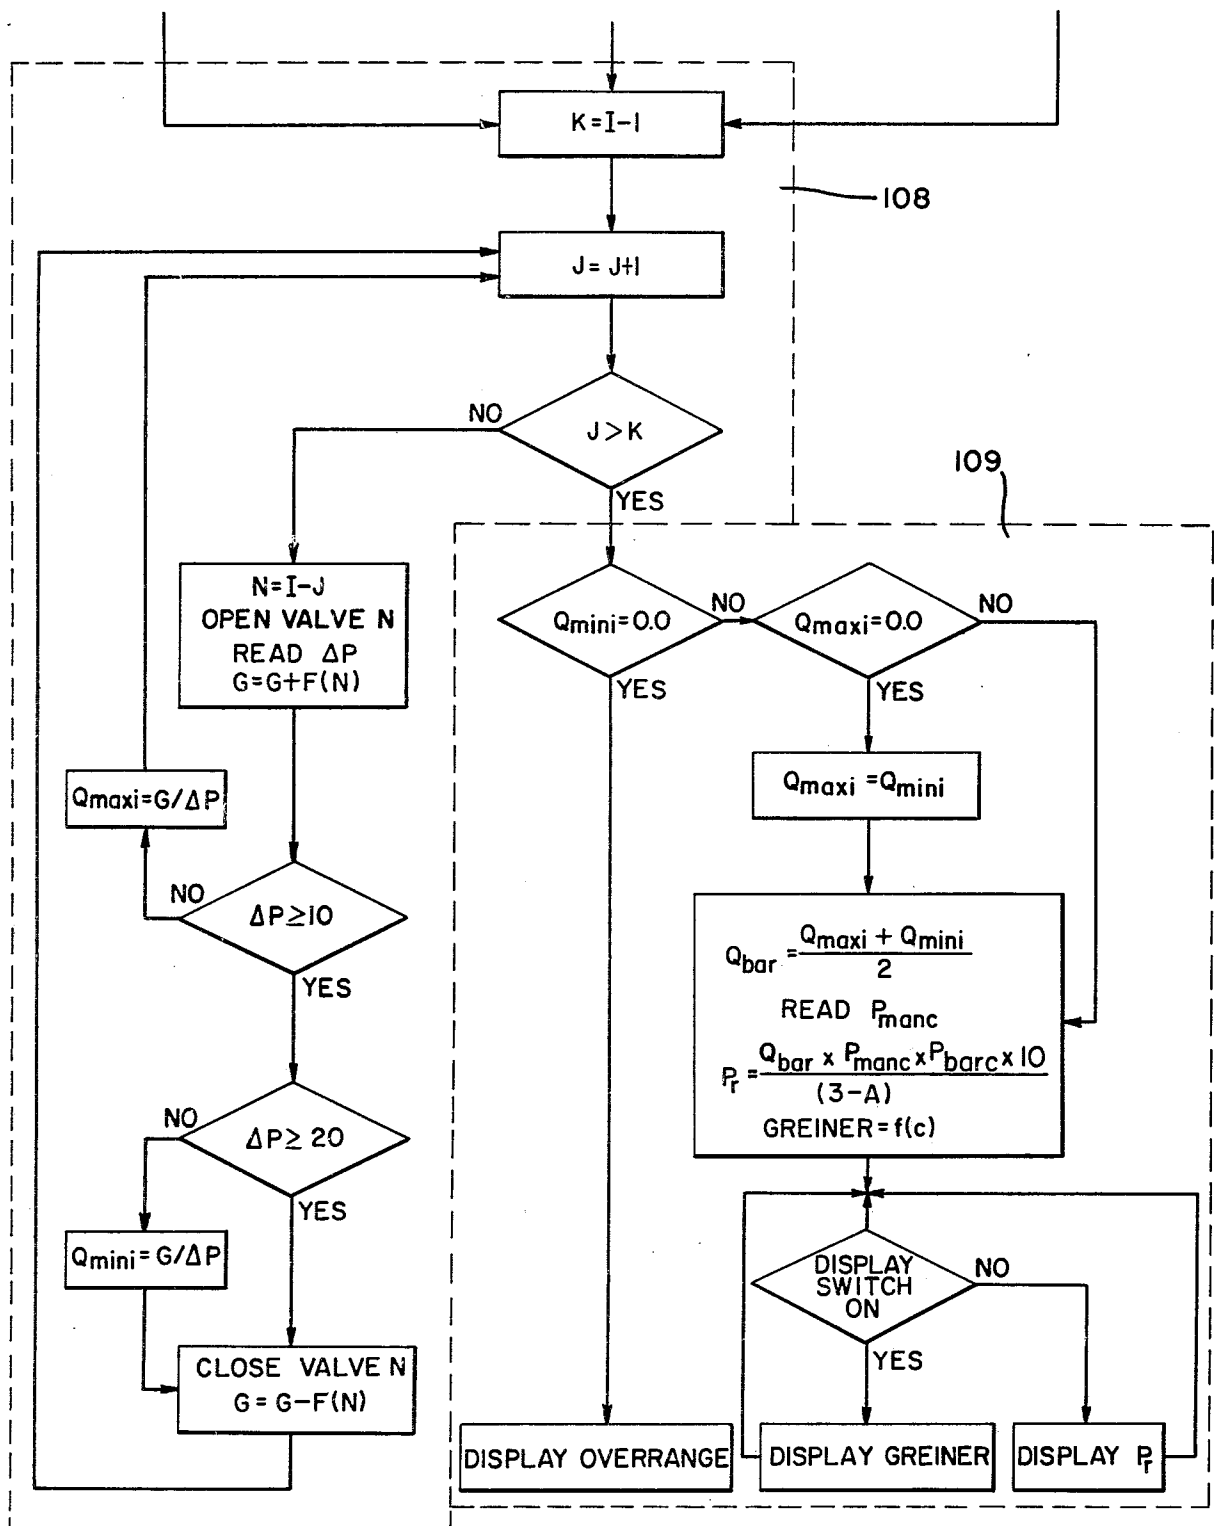 K=I-1
108
J= J+1
NO
J>K
YES
109
N=I-J
OPEN VALVE N
READ ΔP
G=G+F(N)
Qmini=0.0
NO
Qmaxi=0.0
NO
YES
YES
Qmaxi=G/ΔP
Qmaxi=Qmini
NO
ΔP≥10
YES
Qbar=Qmaxi + Qmini
2
READ Pmanc
Pr=Qbar x Pmanc x Pbarc x 10
(3-A)
GREINER=f(c)
NO
ΔP≥ 20
YES
Qmini=G/ΔP
DISPLAY
SWITCH
ON
NO
YES
CLOSE VALVE N
G= G-F(N)
DISPLAY OVERRANGE
DISPLAY GREINER
DISPLAY Pr